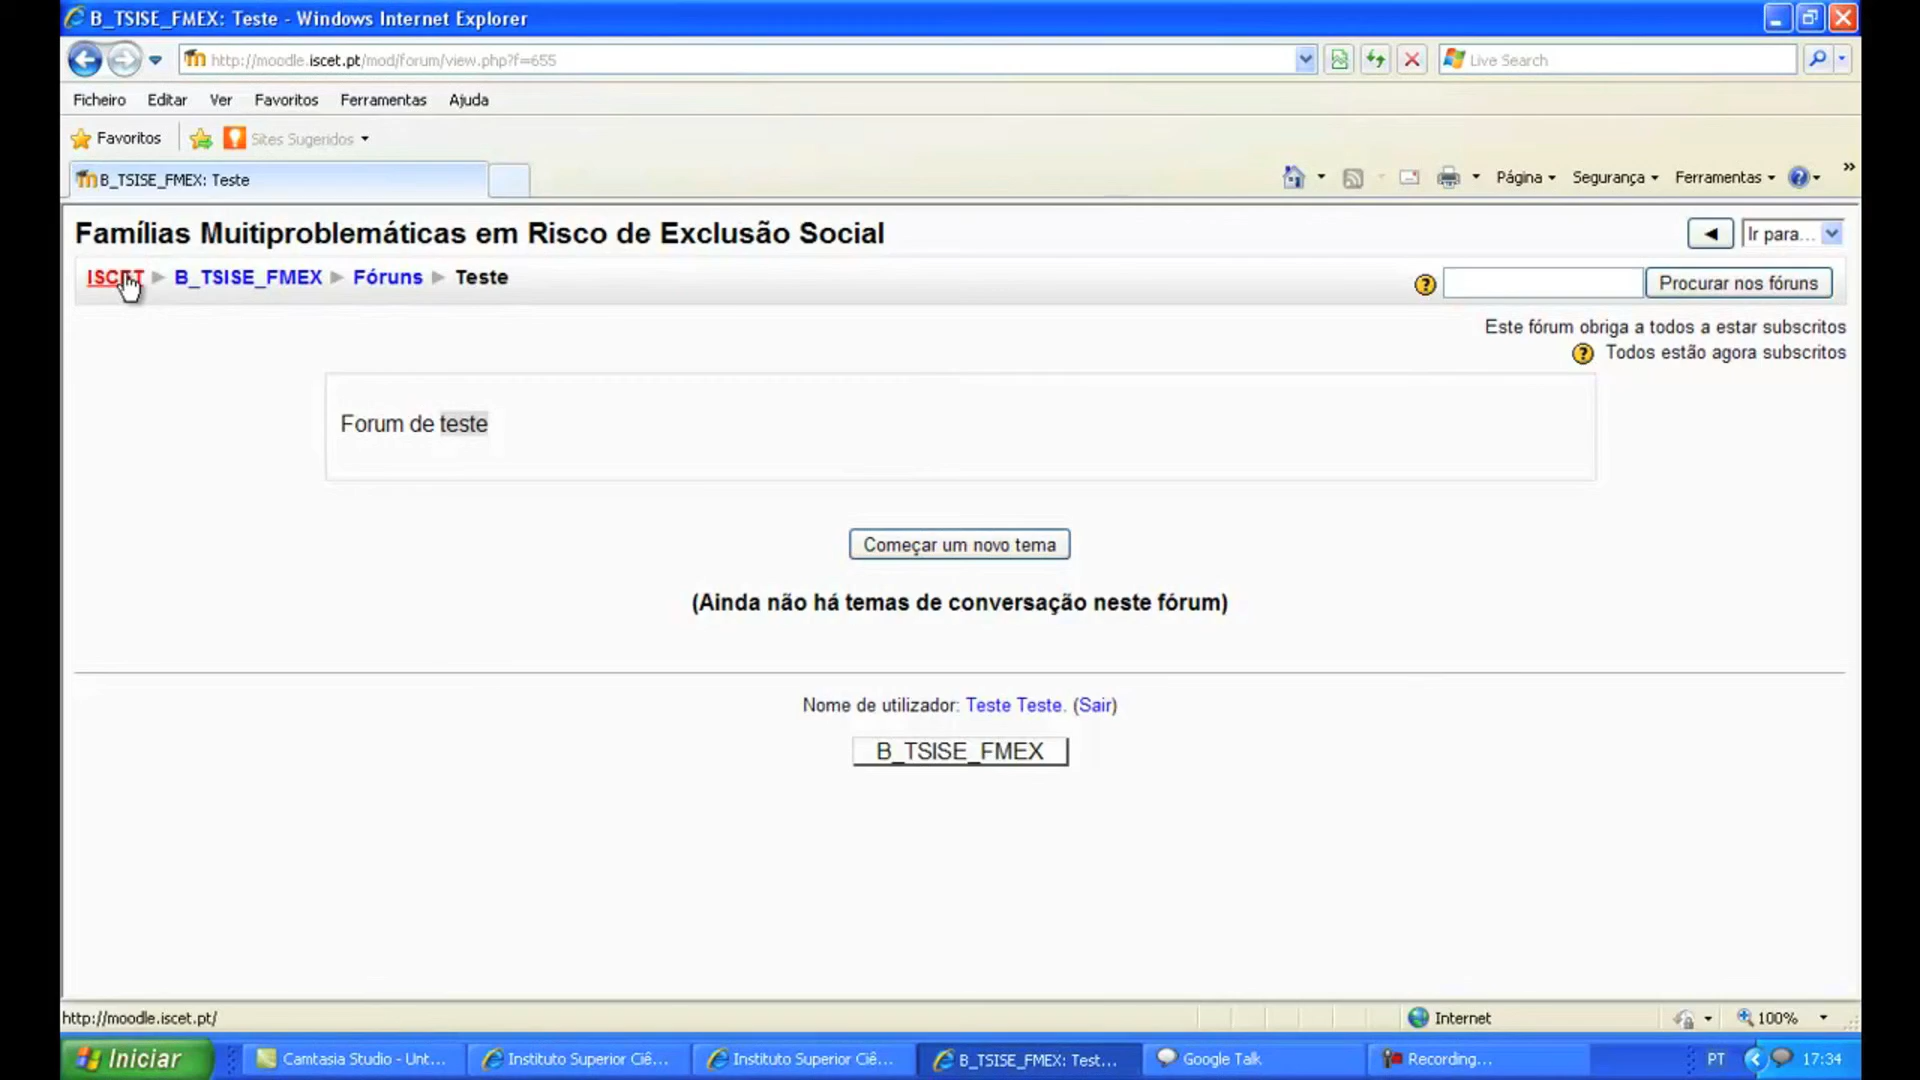 B_TSISE_FMEX: Teste - Windows Internet Explorer
http://moodle.iscet.pt/mod/forum/view.php?f=655
Live Search
Ficheiro Editar Ver Favoritos Ferramentas Ajuda
Favoritos Sites Sugeridos
B_TSISE_FMEX: Teste
Página Segurança Ferramentas »
Famílias Muitiproblemáticas em Risco de Exclusão Social
Ir para...
ISCET ► B_TSISE_FMEX ► Fóruns ► Teste
Procurar nos fóruns
Este fórum obriga a todos a estar subscritos
Todos estão agora subscritos
Forum de teste
Começar um novo tema
(Ainda não há temas de conversação neste fórum)
Nome de utilizador: Teste Teste. (Sair)
B_TSISE_FMEX
http://moodle.iscet.pt/
Internet
100%
Iniciar
Camtasia Studio - Unt...
Instituto Superior Ciê...
Instituto Superior Ciê...
B_TSISE_FMEX: Test...
Google Talk
Recording...
PT
17:34